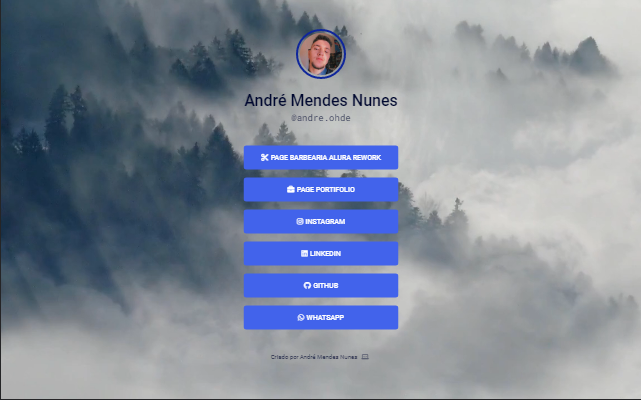 André Mendes Nunes
@andre.ohde
PAGE BARBEARIA ALURA REWORK
PAGE PORTIFOLIO
INSTAGRAM
LINKEDIN
GITHUB
WHATSAPP
Criado por André Mendes Nunes